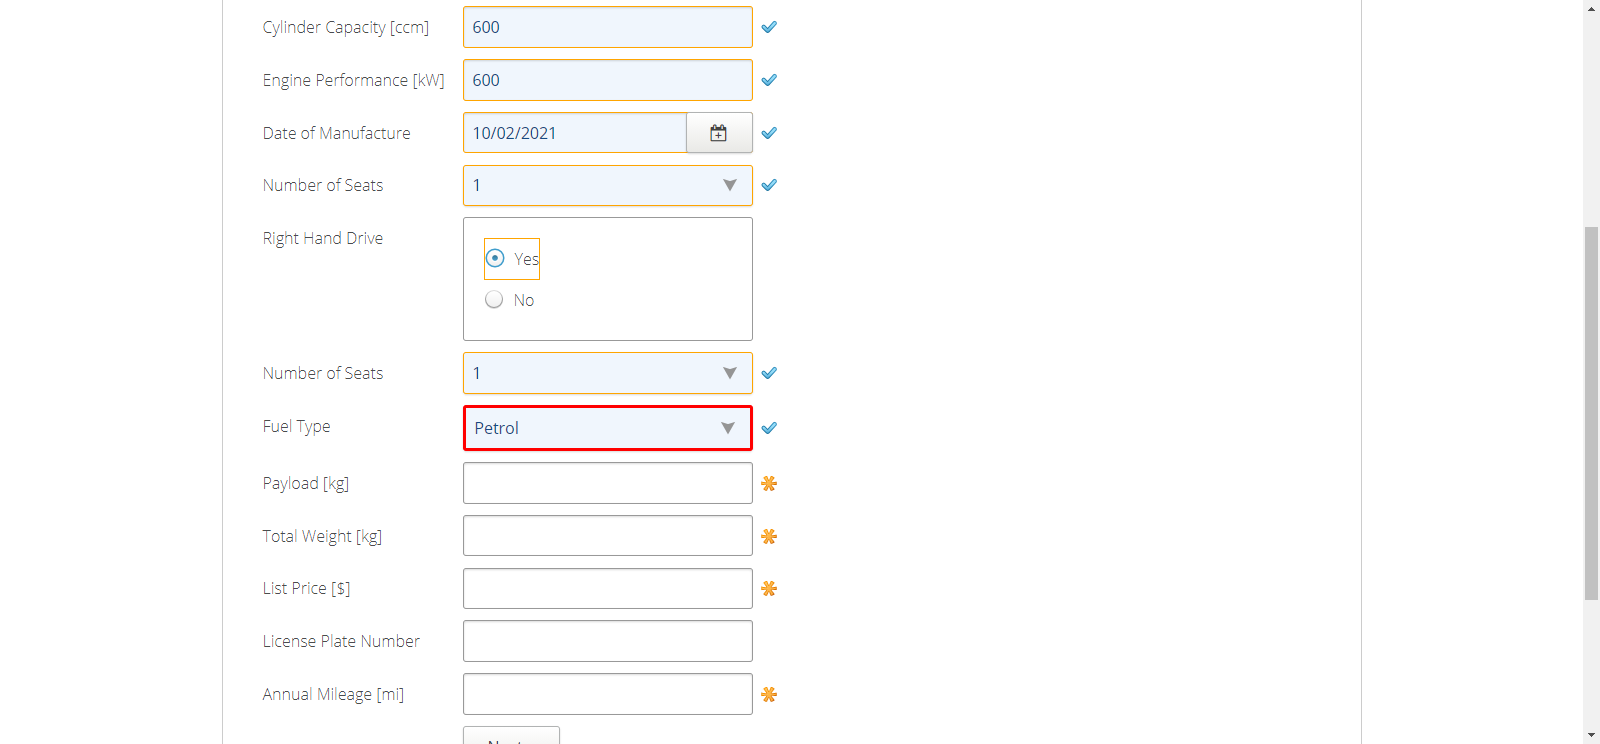 Cylinder Capacity [ccm] 600
Engine Performance [kW] 600
Date of Manufacture 10/02/2021
Number of Seats 1
Right Hand Drive
Yes
No
Number of Seats 1
Fuel Type Petrol
Payload [kg]
Total Weight [kg]
List Price [$]
License Plate Number
Annual Mileage [mi]